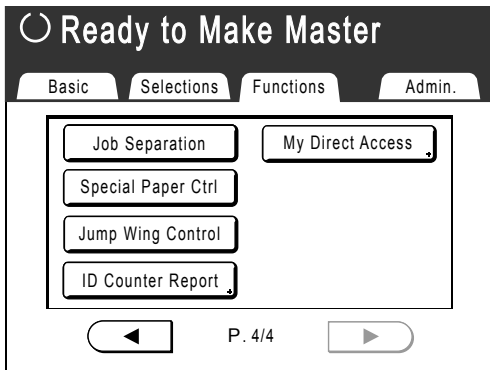 Ready to Make Master
Basic Selections Functions Admin.
Job Separation My Direct Access
Special Paper Ctrl
Jump Wing Control
ID Counter Report
P. 4/4